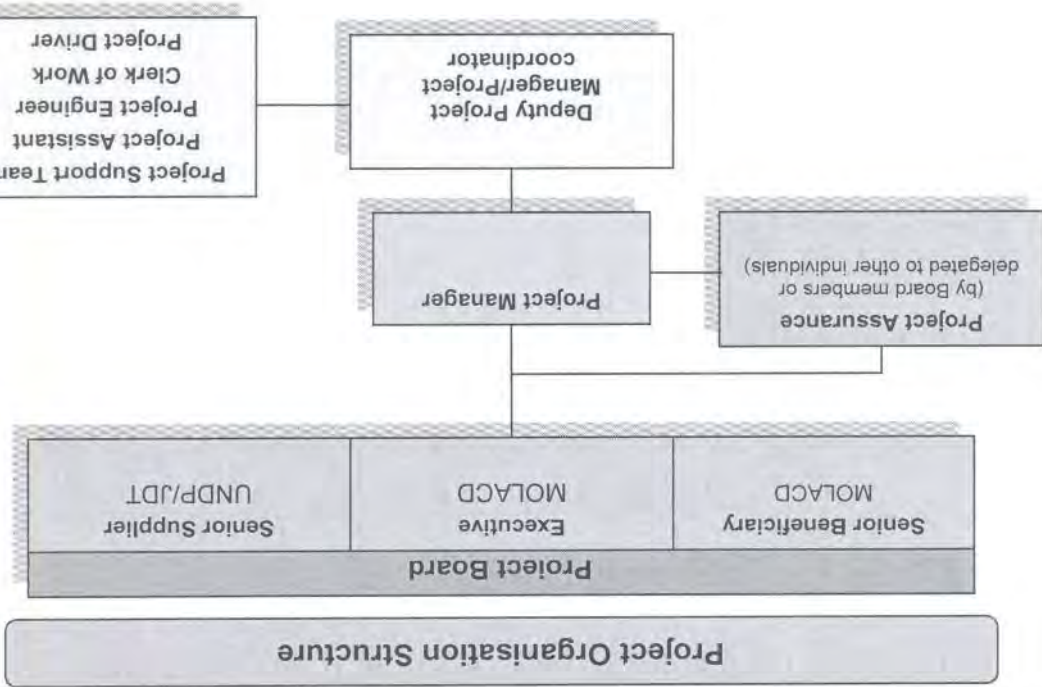 Project Organisation Structure
Project Board
Senior Beneficiary
MOLACD
Executive
MOLACD
Senior Supplier
UNDP/JDT
Project Assurance
(by Board members or
delegated to other individuals)
Project Manager
Deputy Project
Manager/Project
coordinator
Project Support Team
Project Assistant
Project Engineer
Clerk of Work
Project Driver